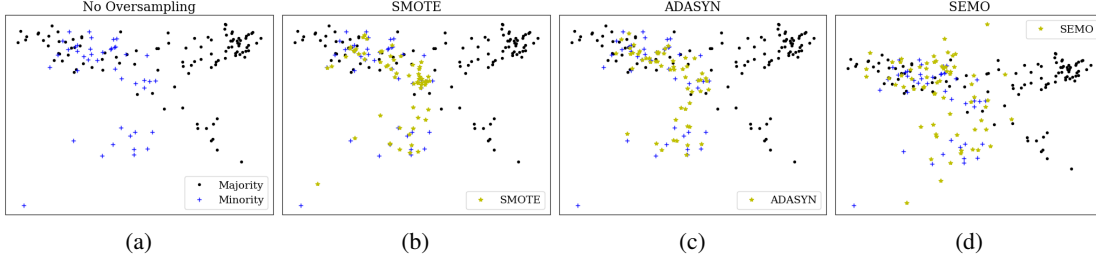 No Oversampling
SMOTE
ADASYN
SEMO
Majority
Minority
SMOTE
ADASYN
SEMO
(a)
(b)
(c)
(d)